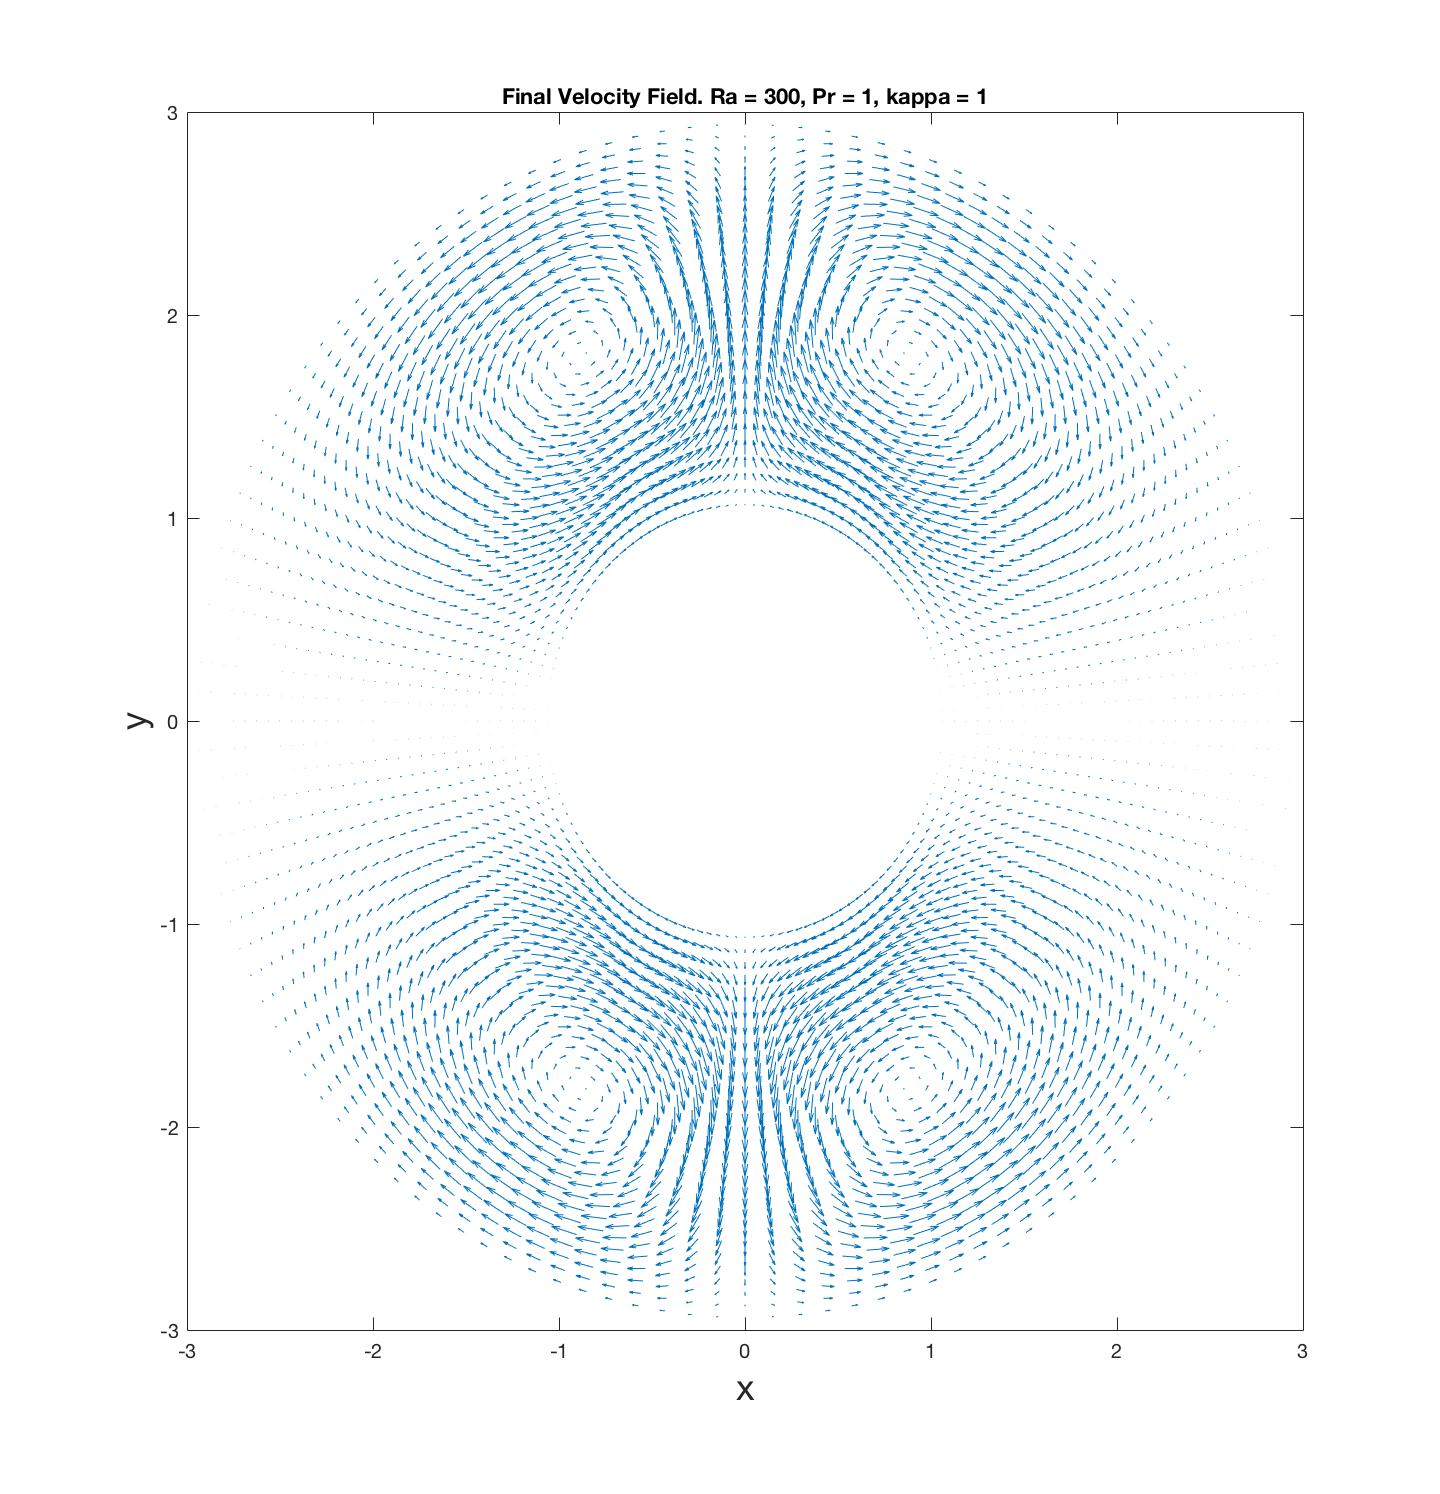 Final Velocity Field. Ra = 300, Pr = 1, kappa = 1
3
2
1
0
-1
-2
-3
y
-3 -2 -1 0 1 2 3
x